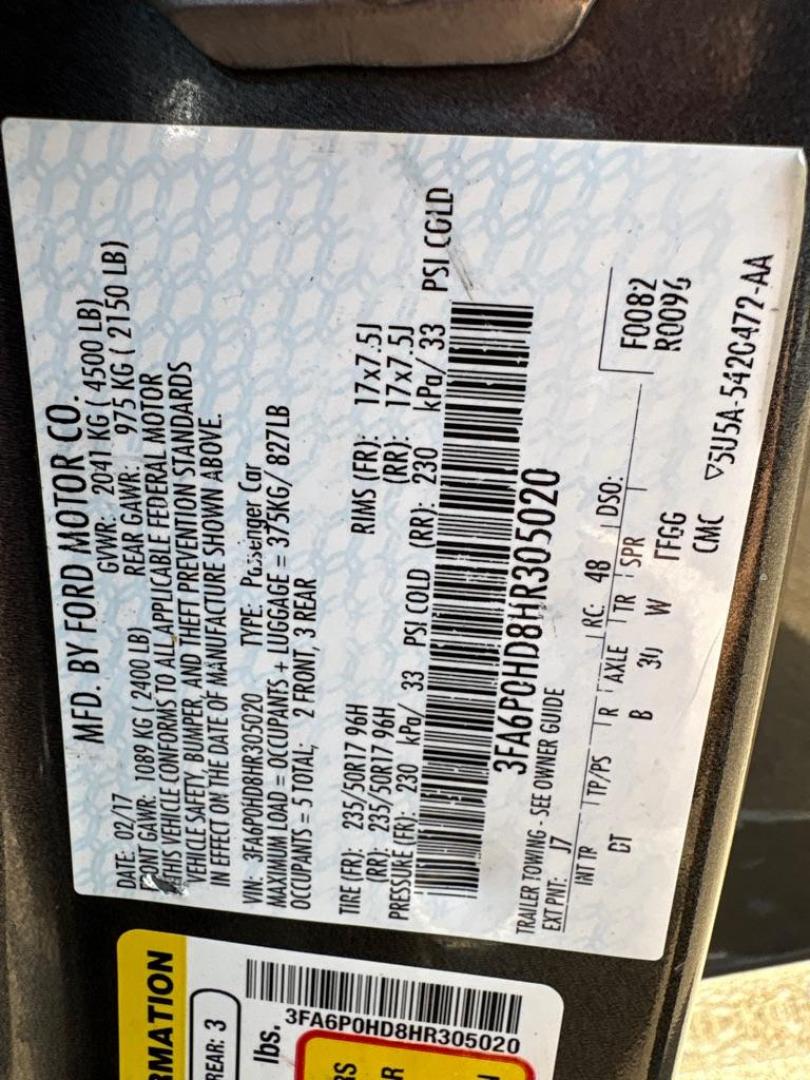 MFD. BY FORD MOTOR CO.
DATE: 02/17 GVWR: 2041 KG ( 4500 LB)
FRONT GAWR: 1089 KG ( 2400 LB) REAR GAWR: 975 KG ( 2150 LB)
THIS VEHICLE CONFORMS TO ALL APPLICABLE FEDERAL MOTOR
VEHICLE SAFETY, BUMPER, AND THEFT PREVENTION STANDARDS
IN EFFECT ON THE DATE OF MANUFACTURE SHOWN ABOVE.
VIN: 3FA6P0HD8HR305020 TYPE: Passenger Car
MAXIMUM LOAD = OCCUPANTS + LUGGAGE = 375KG/ 827LB
OCCUPANTS = 5 TOTAL; 2 FRONT, 3 REAR
TIRE (FR): 235/50R17 96H RIMS (FR): 17x7.5J
(RR): 235/50R17 96H (RR): 17x7.5J
PRESSURE (FR): 230 kPa/ 33 PSI COLD (RR): 230 kPa/ 33 PSI COLD
3FA6P0HD8HR305020
TRAILER TOWING - SEE OWNER GUIDE
EXT PNT: J7 RC: 48 DSO: F0082
R0094
INT TR TP/PS R AXLE TR SPR
DT B 30 W TFGG
CMC ▽5U5A-5420472-AA
RMATION
REAR: 3
lbs.
3FA6P0HD8HR305020
RS
R